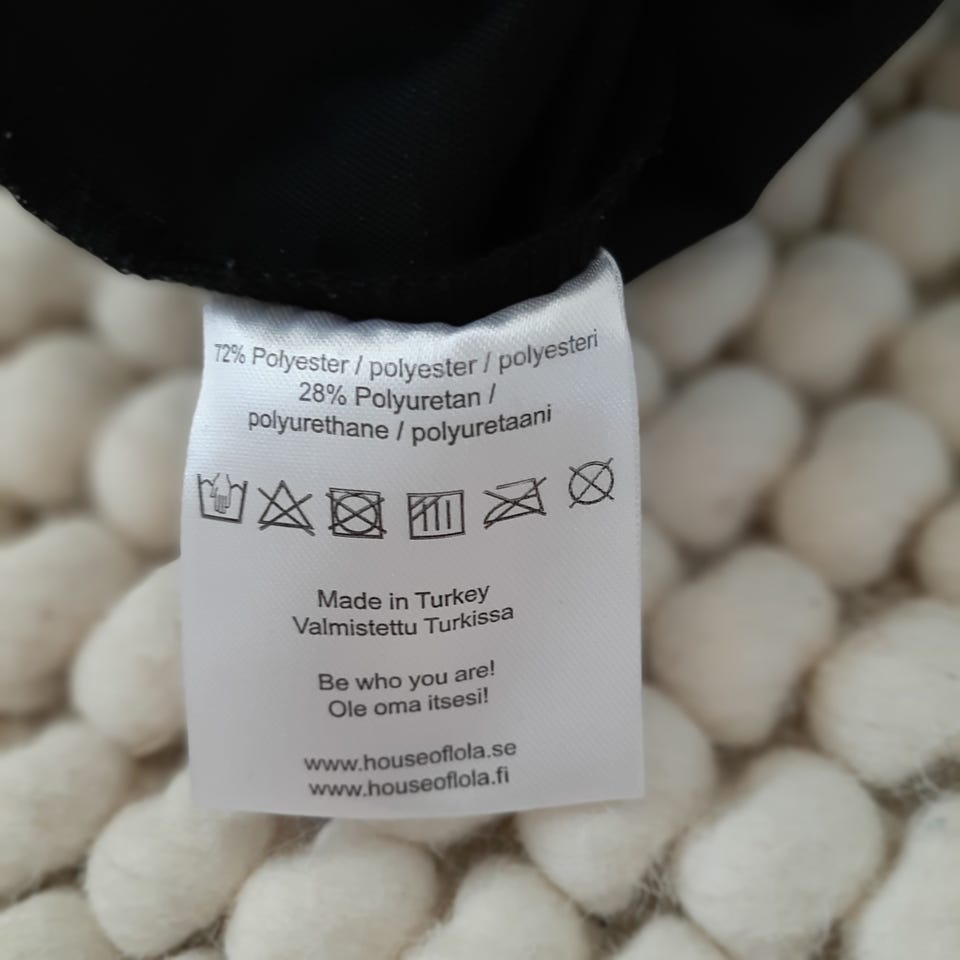 72% Polyester / polyester / polyesteri
28% Polyuretan /
polyurethane / polyuretaani
Made in Turkey
Valmistettu Turkissa
Be who you are!
Ole oma itsesi!
www.houseoflola.se
www.houseoflola.fi